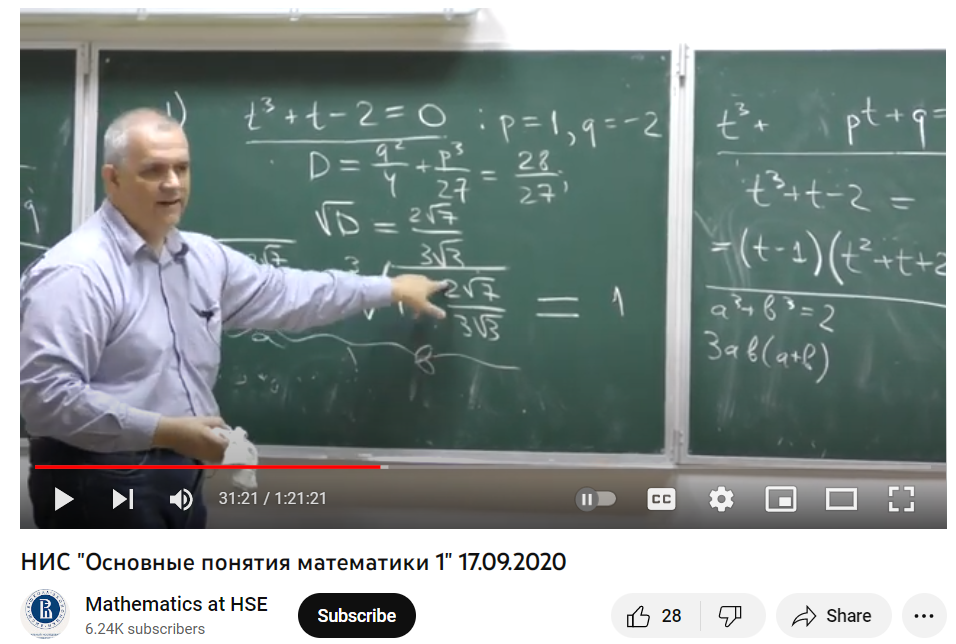 1)
t³ + t - 2 = 0 : p = 1, q = -2
D = q²/4 + p³/27 = 28/27;
√D = 2√7/3√3
2√7/3√3 = 1
a
b
q
t³ + pt + q =
t³ + t - 2 =
= (t-1)(t² + t + 2
a³ + b³ = 2
3ab(a+b)
31:21 / 1:21:21
CC
НИС "Основные понятия математики 1" 17.09.2020
Mathematics at HSE
6.24K subscribers
Subscribe
28
Share